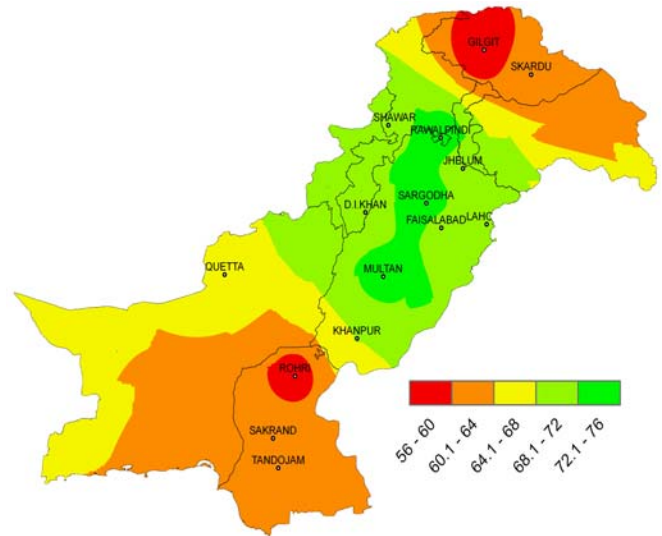 GILGIT
SKARDU
SHAWAR
RAWALPINDI
JHBLUM
SARGODHA
D.I.KHAN
FAISALABAD
LAHC
QUETTA
MULTAN
KHANPUR
ROHRI
SAKRAND
TANDOJAM
56 - 60
60.1 - 64
64.1 - 68
68.1 - 72
72.1 - 76